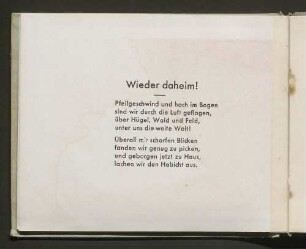 Wieder daheim!
Pfeilgeschwind und hoch im Bogen
sind wir durch die Luft geflogen,
über Hügel, Wald und Feld,
unter uns die weite Welt!
Überall mit scharfen Blicken
fanden wir genug zu picken,
und geborgen jetzt zu Haus,
lachen wir den Habicht aus.